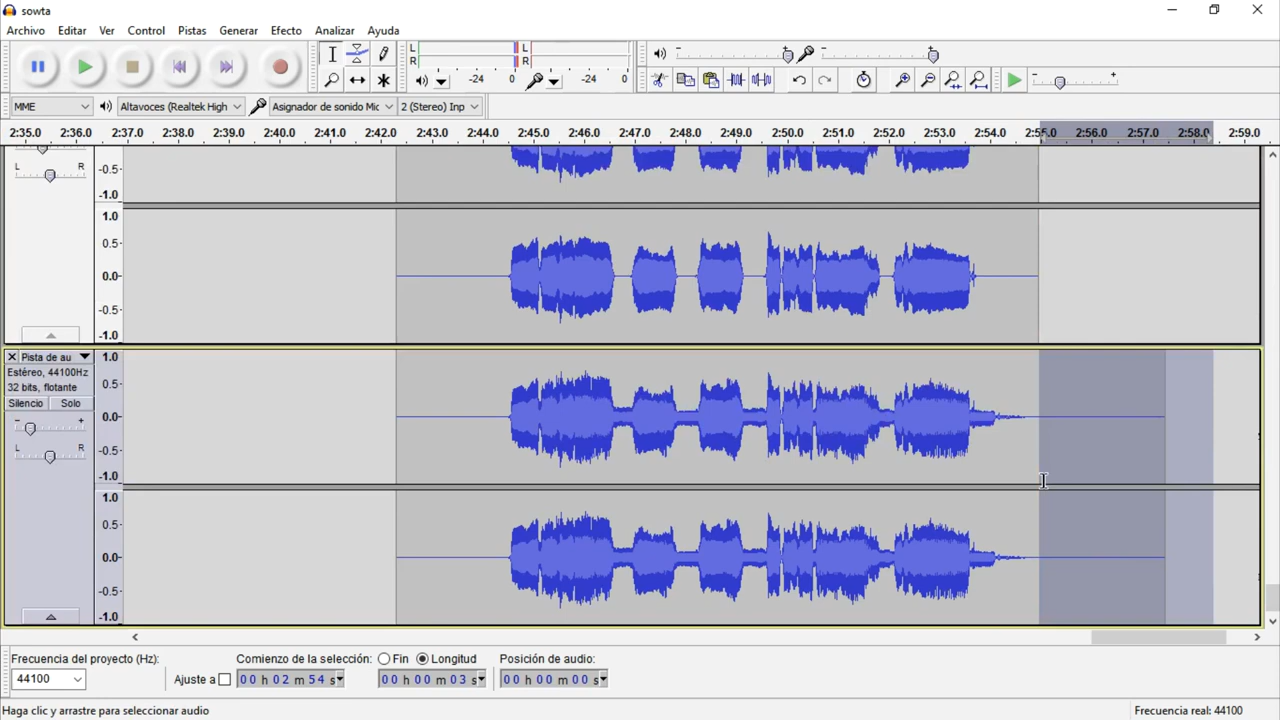 sowta
Archivo Editar Ver Control Pistas Generar Efecto Analizar Ayuda
L L
R R
-24 0 -24 0
MME Altavoces (Realtek High Asignador de sonido Mic 2 (Stereo) Inp
2:35.0 2:36.0 2:37.0 2:38.0 2:39.0 2:40.0 2:41.0 2:42.0 2:43.0 2:44.0 2:45.0 2:46.0 2:47.0 2:48.0 2:49.0 2:50.0 2:51.0 2:52.0 2:53.0 2:54.0 2:55.0 2:56.0 2:57.0 2:58.0 2:59.0
L R -0.5
-1.0
1.0
0.5
0.0
-0.5
-1.0
Pista de au 1.0
Estéreo, 44100Hz
32 bits, flotante 0.5
Silencio Solo
- + 0.0
L R -0.5
-1.0
1.0
0.5
0.0
-0.5
-1.0
Frecuencia del proyecto (Hz): Comienzo de la selección: Fin Longitud Posición de audio:
44100 Ajuste a 00 h 02 m 54 s 00 h 00 m 03 s 00 h 00 m 00 s
Haga clic y arrastre para seleccionar audio Frecuencia real: 44100